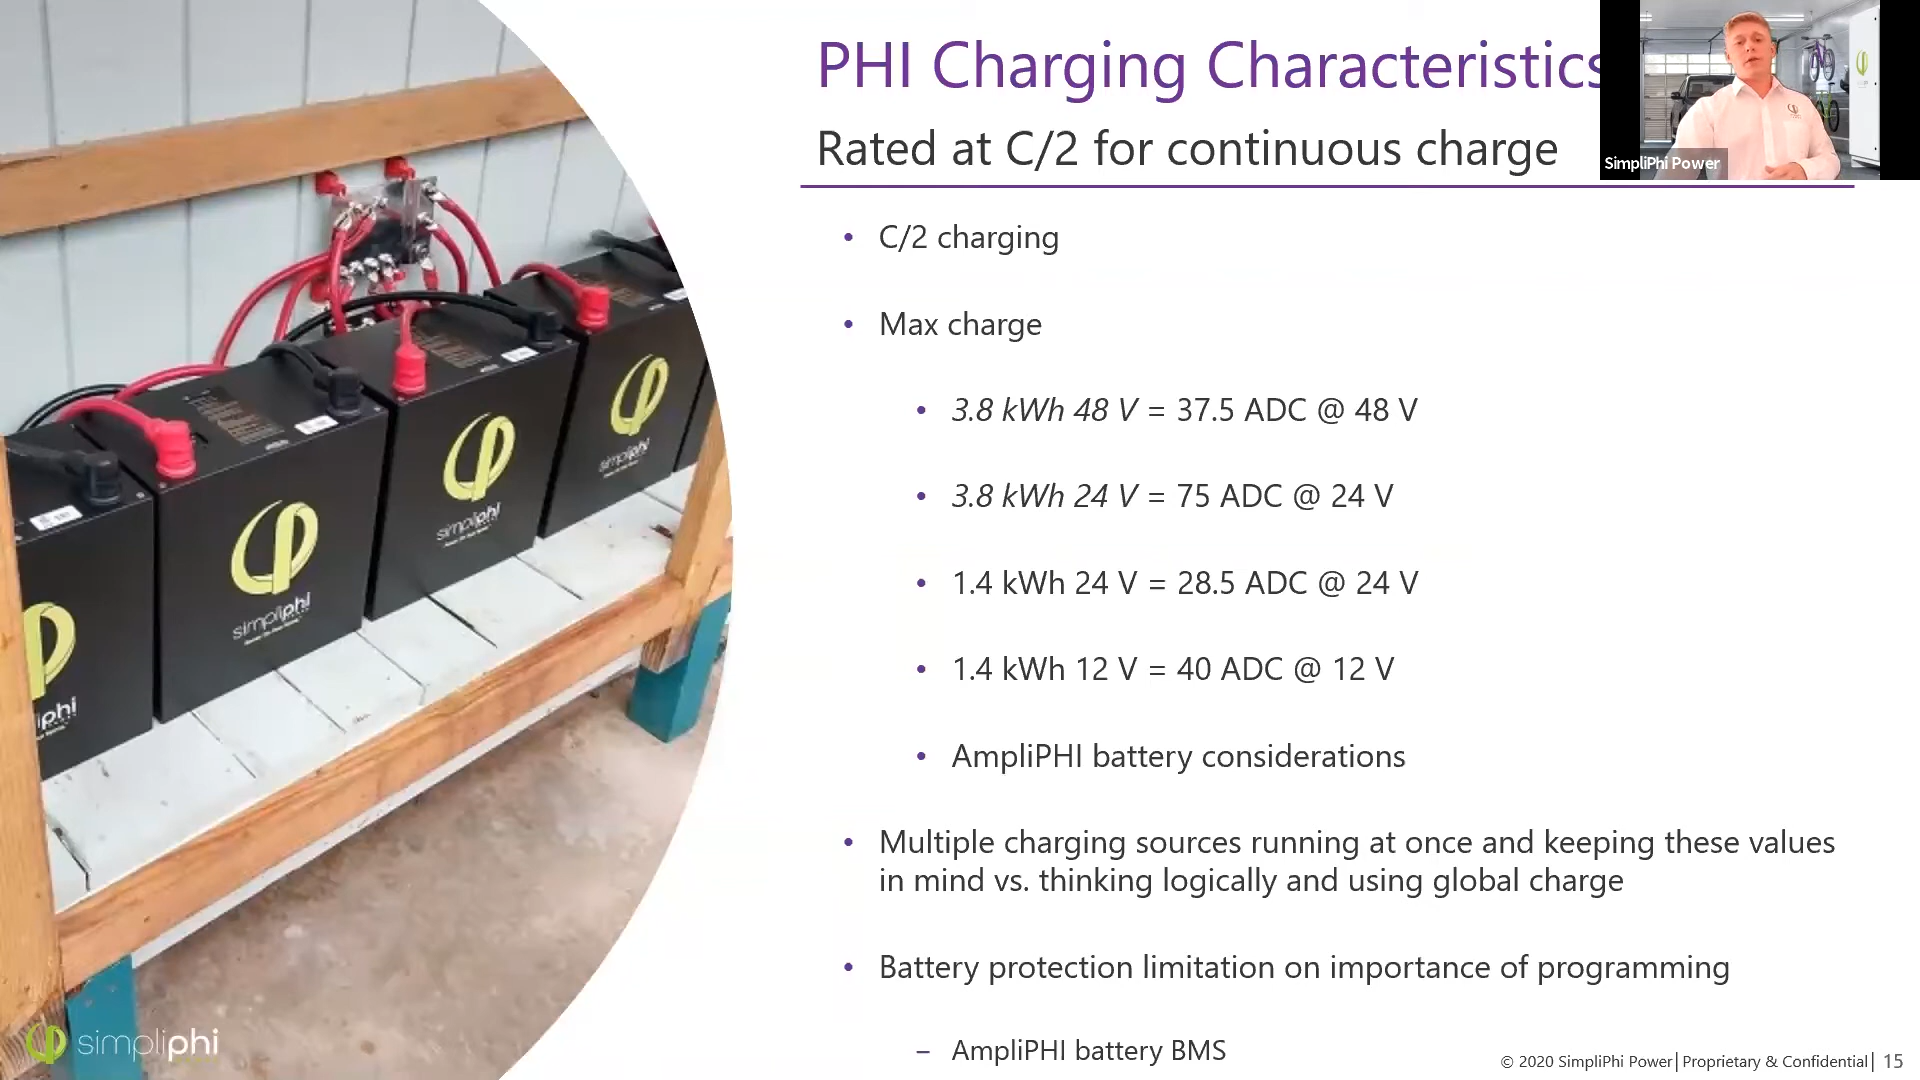 PHI Charging Characteristics
Rated at C/2 for continuous charge
SimpliPhi Power
• C/2 charging
• Max charge
• 3.8 kWh 48 V = 37.5 ADC @ 48 V
• 3.8 kWh 24 V = 75 ADC @ 24 V
• 1.4 kWh 24 V = 28.5 ADC @ 24 V
• 1.4 kWh 12 V = 40 ADC @ 12 V
• AmpliPHI battery considerations
• Multiple charging sources running at once and keeping these values
in mind vs. thinking logically and using global charge
• Battery protection limitation on importance of programming
– AmpliPHI battery BMS
simpliphi
simpliphi
simpliphi
phi
simpliphi
© 2020 SimpliPhi Power| Proprietary & Confidential| 15